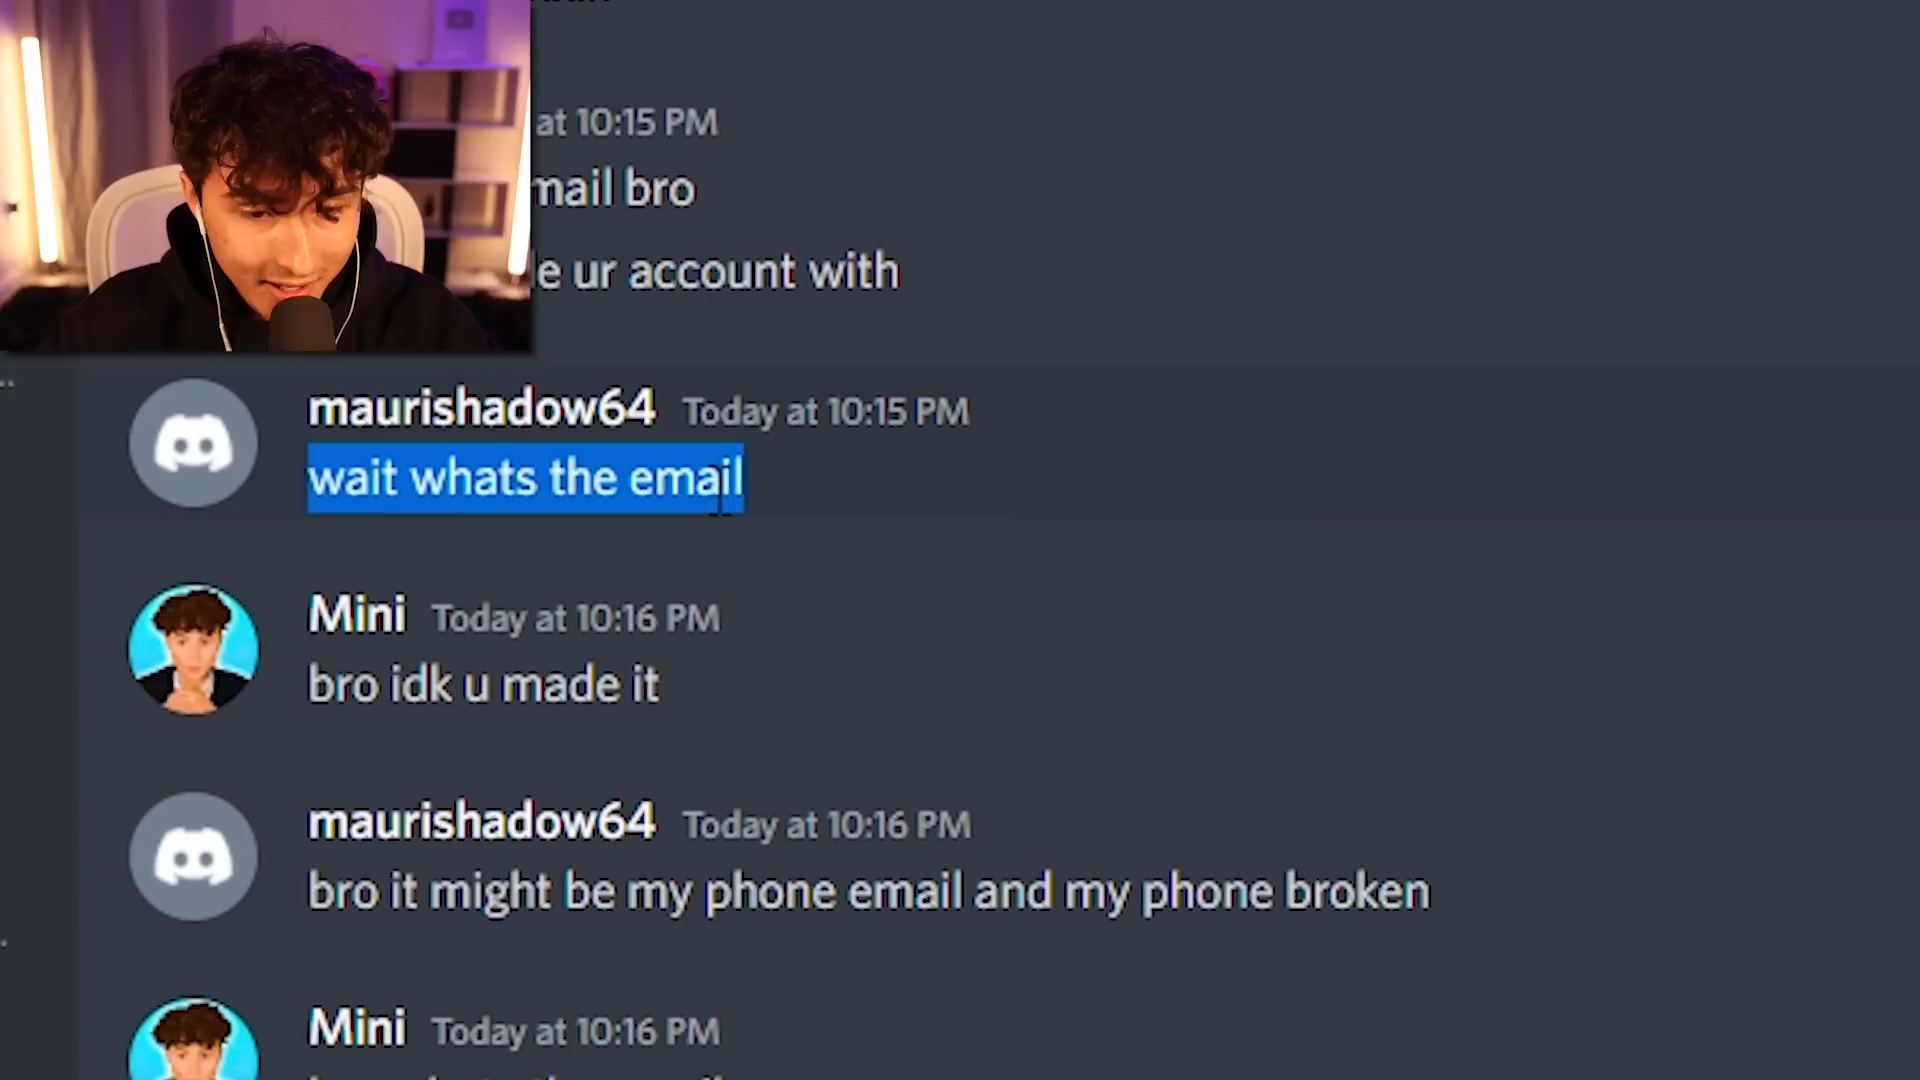 at 10:15 PM
mail bro
le ur account with
maurishadow64 Today at 10:15 PM
wait whats the email
Mini Today at 10:16 PM
bro idk u made it
maurishadow64 Today at 10:16 PM
bro it might be my phone email and my phone broken
Mini Today at 10:16 PM